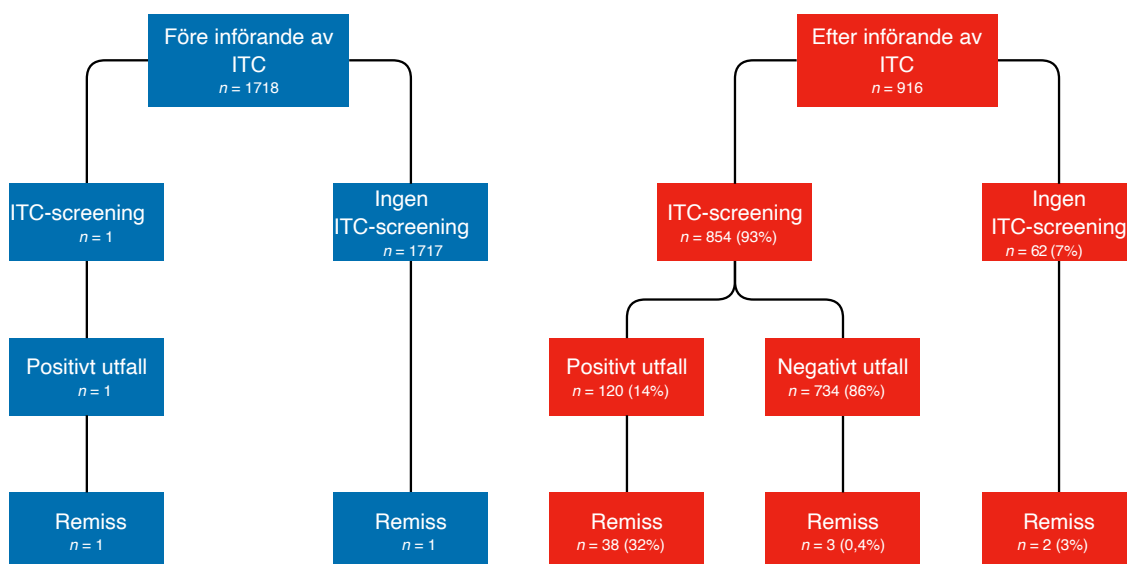 Före införande av
ITC
n = 1718
Efter införande av
ITC
n = 916
ITC-screening
n = 1
Ingen
ITC-screening
n = 1717
ITC-screening
n = 854 (93%)
Ingen
ITC-screening
n = 62 (7%)
Positivt utfall
n = 1
Positivt utfall
n = 120 (14%)
Negativt utfall
n = 734 (86%)
Remiss
n = 1
Remiss
n = 1
Remiss
n = 38 (32%)
Remiss
n = 3 (0,4%)
Remiss
n = 2 (3%)